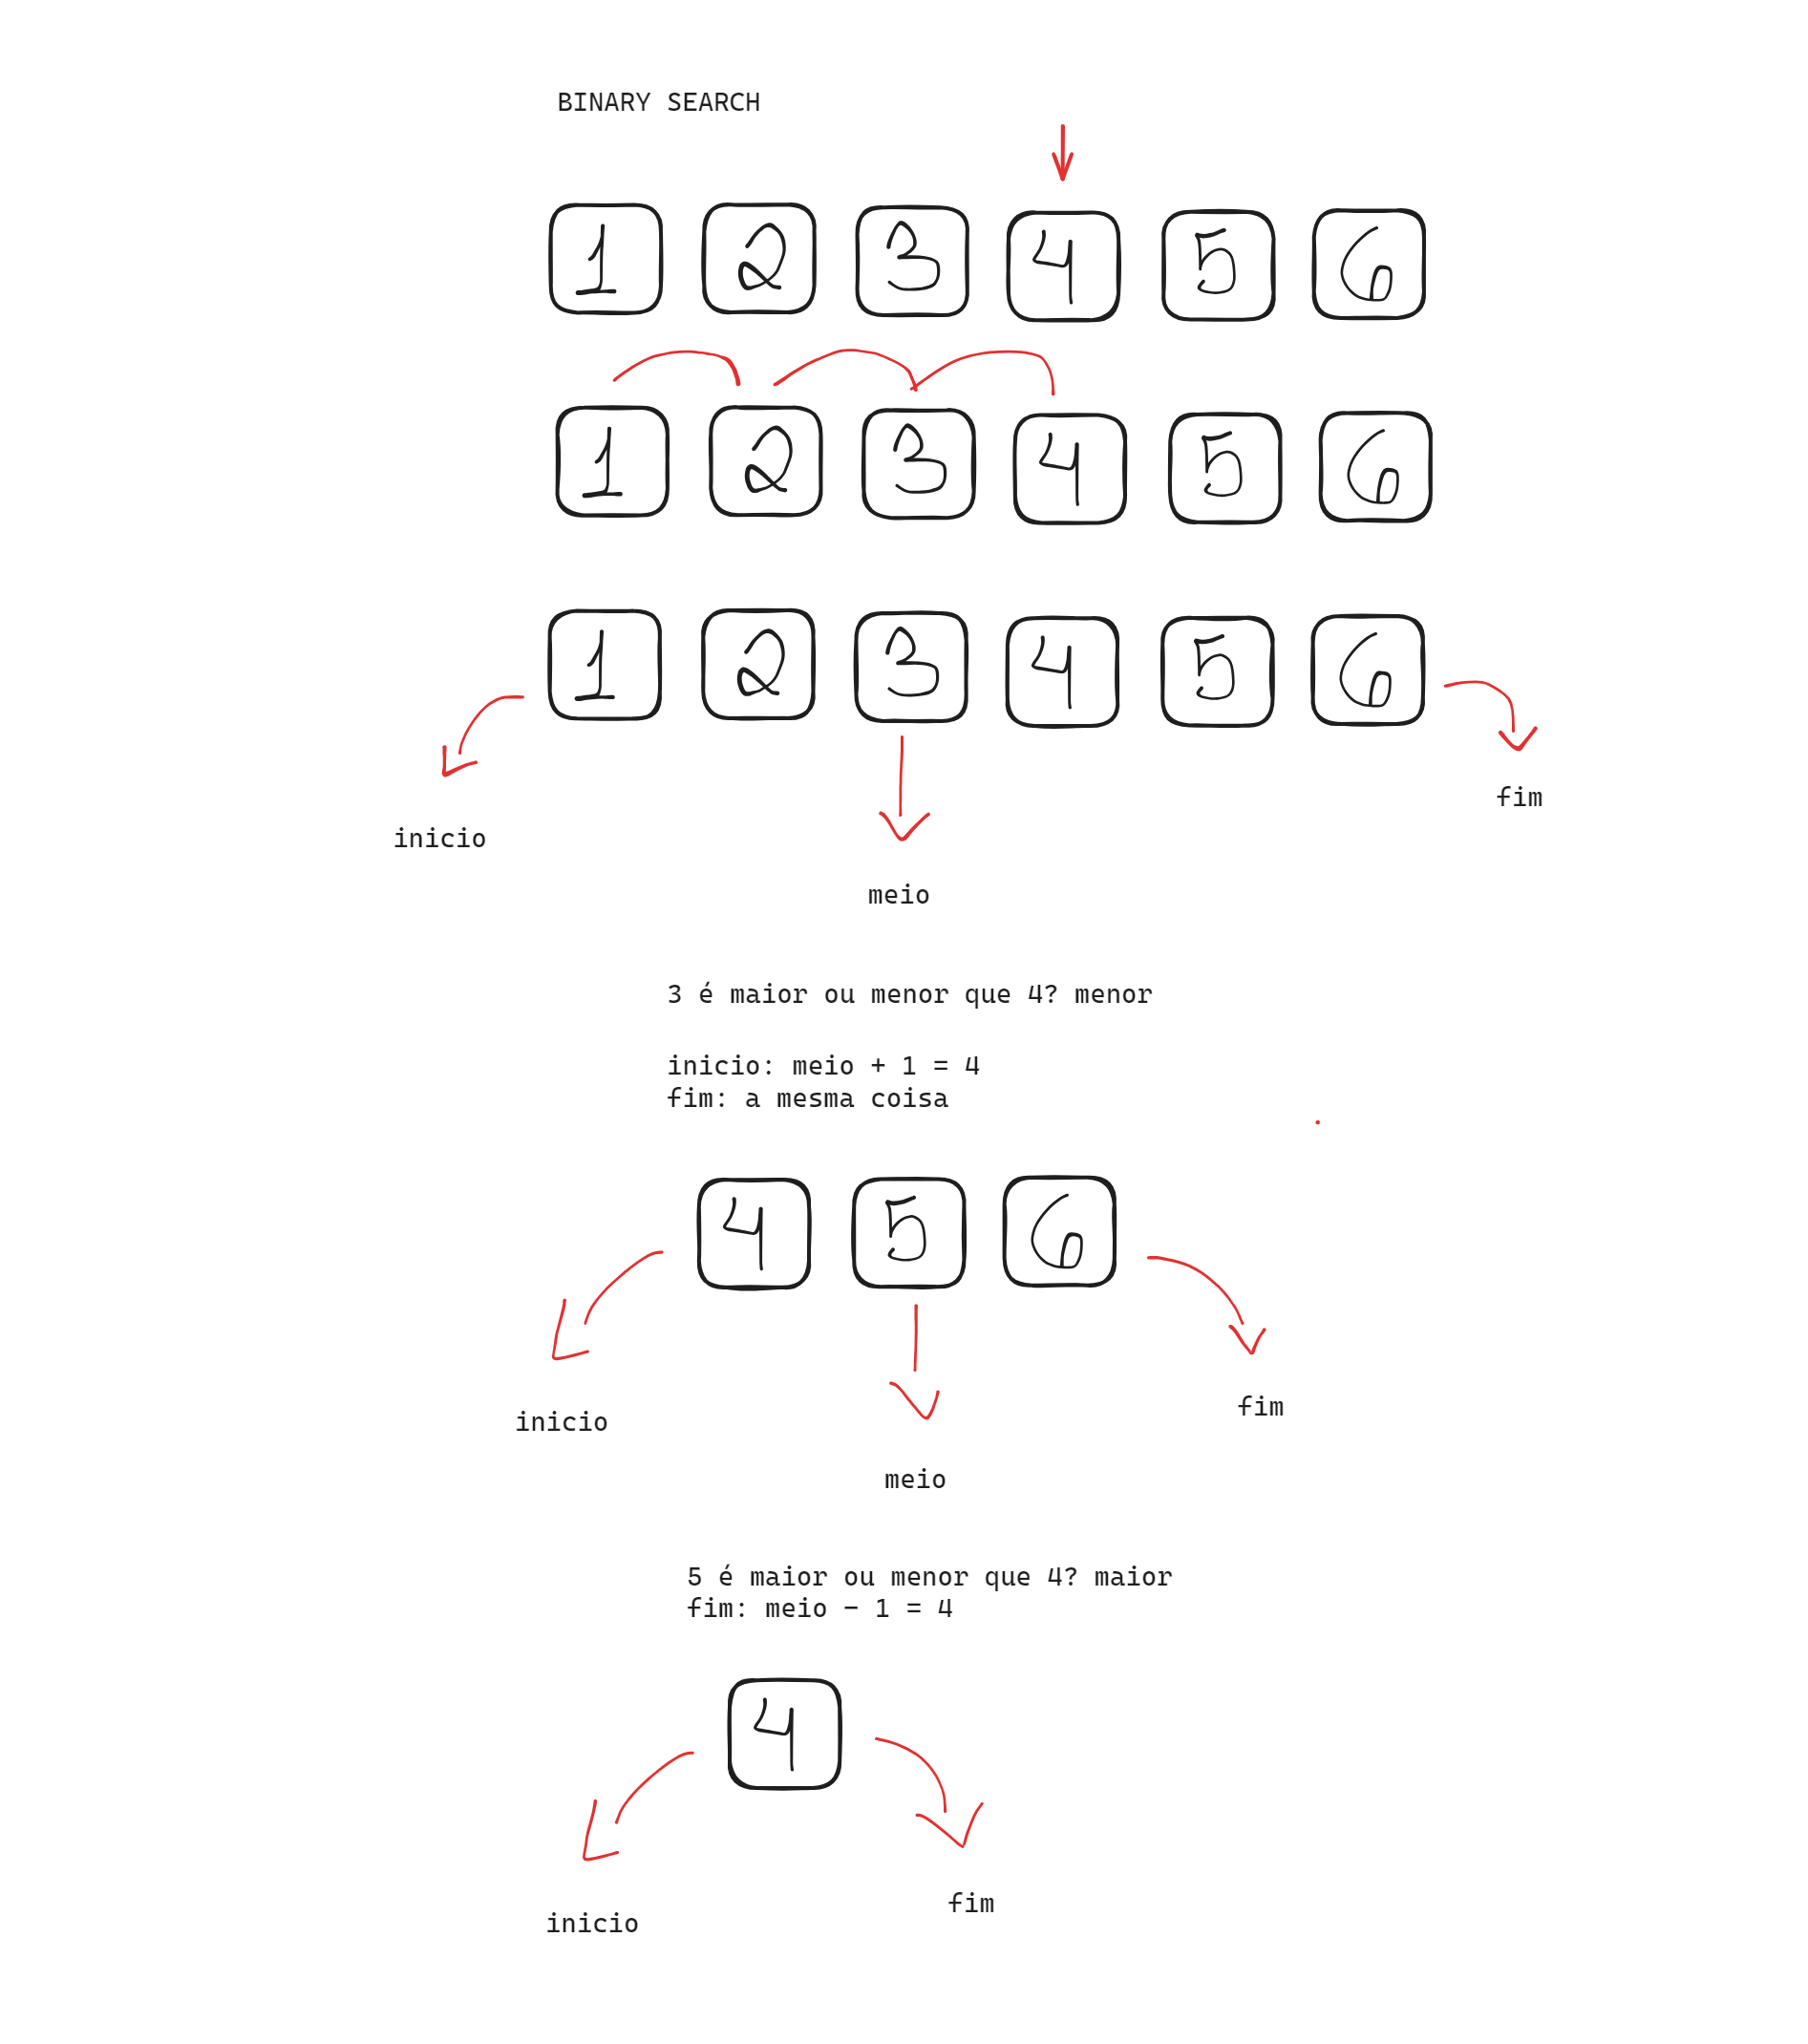 BINARY SEARCH
1 2 3 4 5 6
1 2 3 4 5 6
1 2 3 4 5 6
inicio
meio
fim
3 é maior ou menor que 4? menor
inicio: meio + 1 = 4
fim: a mesma coisa
4 5 6
inicio
meio
fim
5 é maior ou menor que 4? maior
fim: meio - 1 = 4
4
inicio
fim